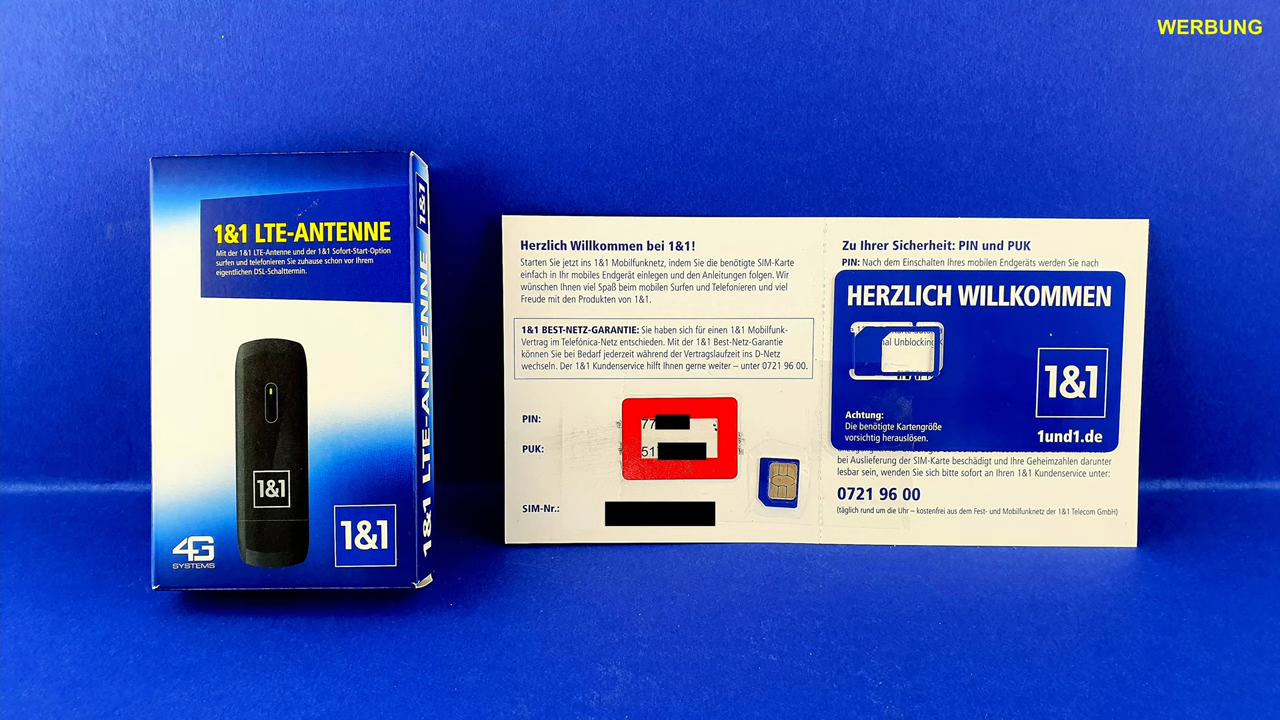 WERBUNG
1&1 LTE-ANTENNE
Mit der 1&1 LTE-Antenne und der 1&1 Sofort-Start-Option
surfen und telefonieren Sie zuhause schon vor Ihrem
eigentlichen DSL-Schalttermin.
1&1
4G
SYSTEMS
1&1
1&1
1&1 LTE-ANTENNE
Herzlich Willkommen bei 1&1!
Starten Sie jetzt ins 1&1 Mobilfunknetz, indem Sie die benötigte SIM-Karte
einfach in Ihr mobiles Endgerät einlegen und den Anleitungen folgen. Wir
wünschen Ihnen viel Spaß beim mobilen Surfen und Telefonieren und viel
Freude mit den Produkten von 1&1.
1&1 BEST-NETZ-GARANTIE: Sie haben sich für einen 1&1 Mobilfunk-
Vertrag im Telefónica-Netz entschieden. Mit der 1&1 Best-Netz-Garantie
können Sie bei Bedarf jederzeit während der Vertragslaufzeit ins D-Netz
wechseln. Der 1&1 Kundenservice hilft Ihnen gerne weiter – unter 0721 96 00.
PIN: 77
PUK: 51
SIM-Nr.:
Zu Ihrer Sicherheit: PIN und PUK
PIN: Nach dem Einschalten Ihres mobilen Endgeräts werden Sie nach
HERZLICH WILLKOMMEN
nal Unblocking K
1&1
Achtung:
Die benötigte Kartengröße
vorsichtig herauslösen.
1und1.de
bei Auslieferung der SIM-Karte beschädigt und Ihre Geheimzahlen darunter
lesbar sein, wenden Sie sich bitte sofort an Ihren 1&1 Kundenservice unter:
0721 96 00
(täglich rund um die Uhr – kostenfrei aus dem Fest- und Mobilfunknetz der 1&1 Telecom GmbH)